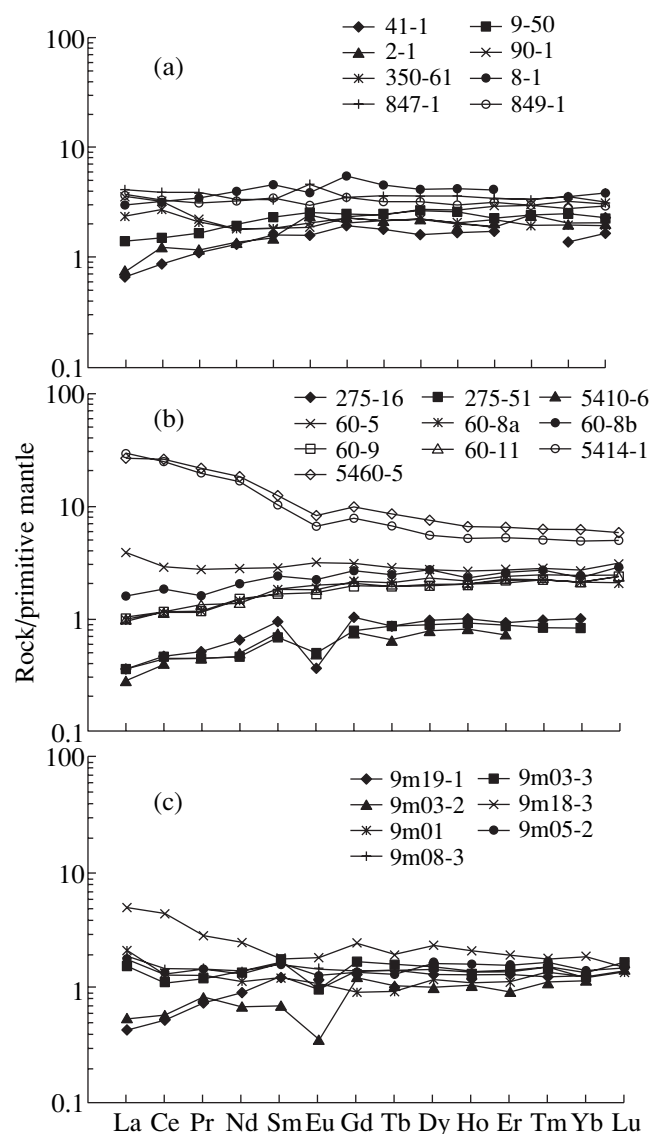 100
10
1
0.1
(a)
41-1 9-50
2-1 90-1
350-61 8-1
847-1 849-1
Rock/primitive mantle
100
10
1
0.1
(b)
275-16 275-51 5410-6
60-5 60-8a 60-8b
60-9 60-11 5414-1
5460-5
100
10
1
0.1
(c)
9m19-1 9m03-3
9m03-2 9m18-3
9m01 9m05-2
9m08-3
La Ce Pr Nd Sm Eu Gd Tb Dy Ho Er Tm Yb Lu